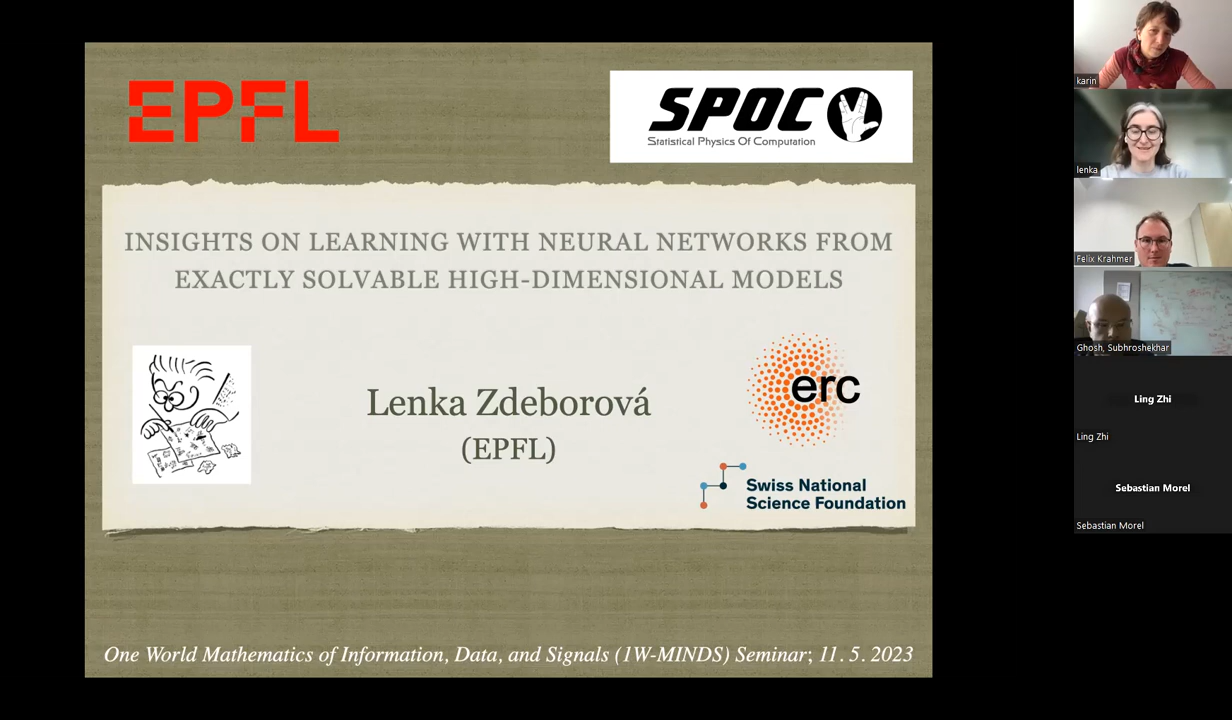 EPFL
SPOC
Statistical Physics Of Computation
INSIGHTS ON LEARNING WITH NEURAL NETWORKS FROM
EXACTLY SOLVABLE HIGH-DIMENSIONAL MODELS
Lenka Zdeborová
(EPFL)
erc
Swiss National
Science Foundation
One World Mathematics of Information, Data, and Signals (1W-MINDS) Seminar; 11. 5. 2023
karin
lenka
Felix Krahmer
Ghosh, Subhroshekhar
Ling Zhi
Ling Zhi
Sebastian Morel
Sebastian Morel